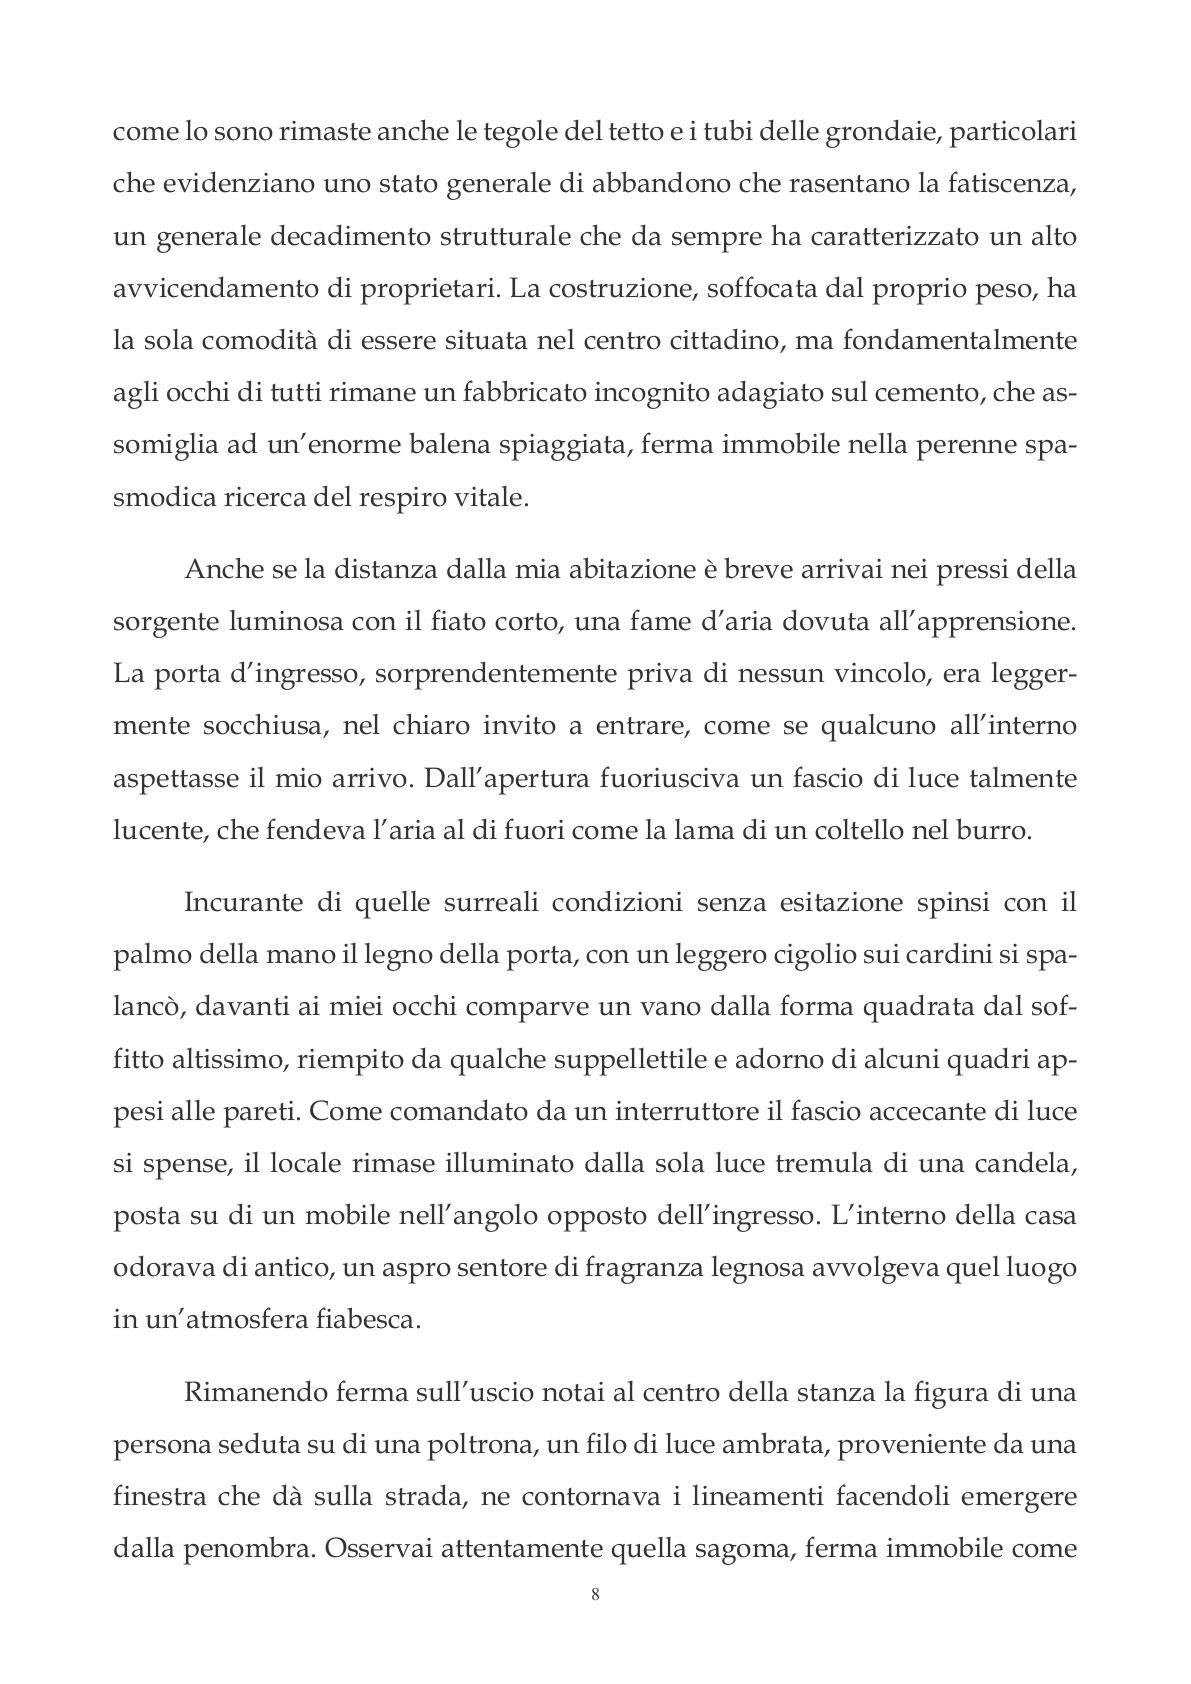 come lo sono rimaste anche le tegole del tetto e i tubi delle grondaie, particolari
che evidenziano uno stato generale di abbandono che rasentano la fatiscenza,
un generale decadimento strutturale che da sempre ha caratterizzato un alto
avvicendamento di proprietari. La costruzione, soffocata dal proprio peso, ha
la sola comodità di essere situata nel centro cittadino, ma fondamentalmente
agli occhi di tutti rimane un fabbricato incognito adagiato sul cemento, che as-
somiglia ad un’enorme balena spiaggiata, ferma immobile nella perenne spa-
smodica ricerca del respiro vitale.
Anche se la distanza dalla mia abitazione è breve arrivai nei pressi della
sorgente luminosa con il fiato corto, una fame d’aria dovuta all’apprensione.
La porta d’ingresso, sorprendentemente priva di nessun vincolo, era legger-
mente socchiusa, nel chiaro invito a entrare, come se qualcuno all’interno
aspettasse il mio arrivo. Dall’apertura fuoriusciva un fascio di luce talmente
lucente, che fendeva l’aria al di fuori come la lama di un coltello nel burro.
Incurante di quelle surreali condizioni senza esitazione spinsi con il
palmo della mano il legno della porta, con un leggero cigolio sui cardini si spa-
lancò, davanti ai miei occhi comparve un vano dalla forma quadrata dal sof-
fitto altissimo, riempito da qualche suppellettile e adorno di alcuni quadri ap-
pesi alle pareti. Come comandato da un interruttore il fascio accecante di luce
si spense, il locale rimase illuminato dalla sola luce tremula di una candela,
posta su di un mobile nell’angolo opposto dell’ingresso. L’interno della casa
odorava di antico, un aspro sentore di fragranza legnosa avvolgeva quel luogo
in un’atmosfera fiabesca.
Rimanendo ferma sull’uscio notai al centro della stanza la figura di una
persona seduta su di una poltrona, un filo di luce ambrata, proveniente da una
finestra che dà sulla strada, ne contornava i lineamenti facendoli emergere
dalla penombra. Osservai attentamente quella sagoma, ferma immobile come
8